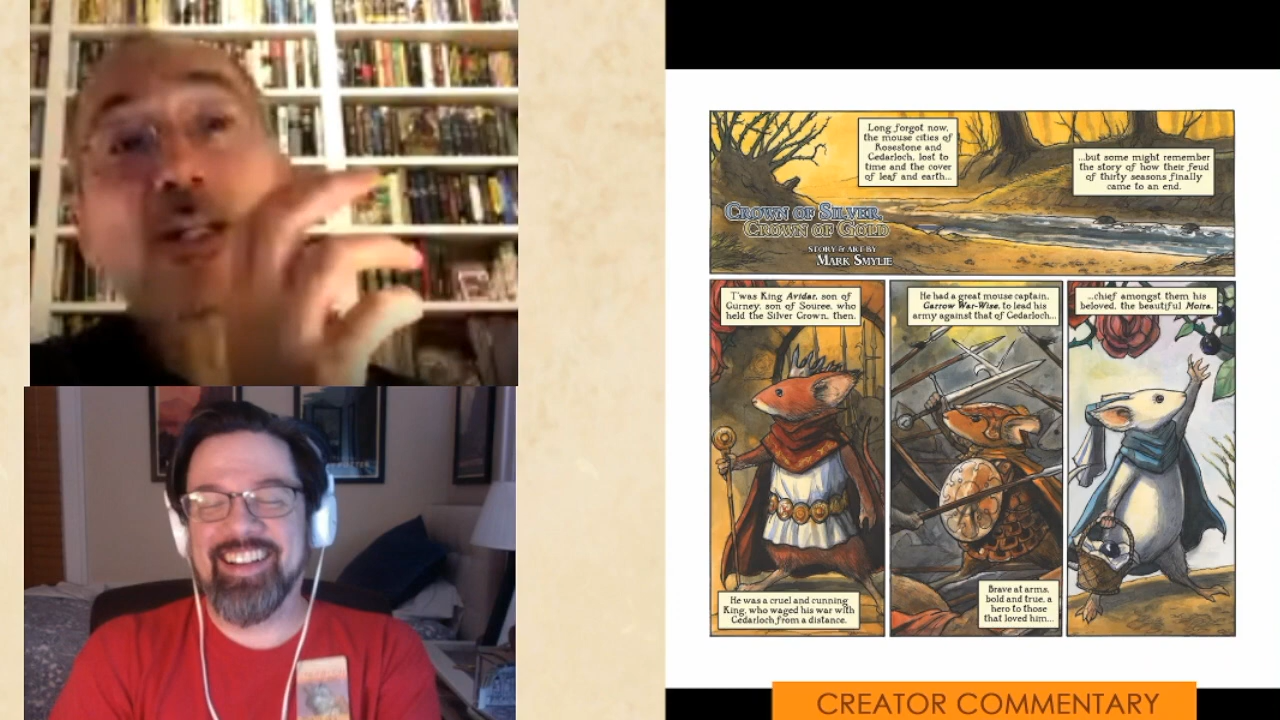 Long forgot now,
the mouse cities of
Rosestone and
Cedarloch, lost to
time and the cover
of leaf and earth...
...but some might remember
the story of how their feud
of thirty seasons finally
came to an end.
Crown of Silver,
Crown of Gold
STORY & ART BY
MARK SMYLIE
T'was King Avidar, son of
Gurney, son of Souree, who
held the Silver Crown, then.
He had a great mouse captain,
Garrow War-Wise, to lead his
army against that of Cedarloch...
...chief amongst them his
beloved, the beautiful Moira.
He was a cruel and cunning
King, who waged his war with
Cedarloch from a distance.
Brave at arms,
bold and true, a
hero to those
that loved him...
CREATOR COMMENTARY